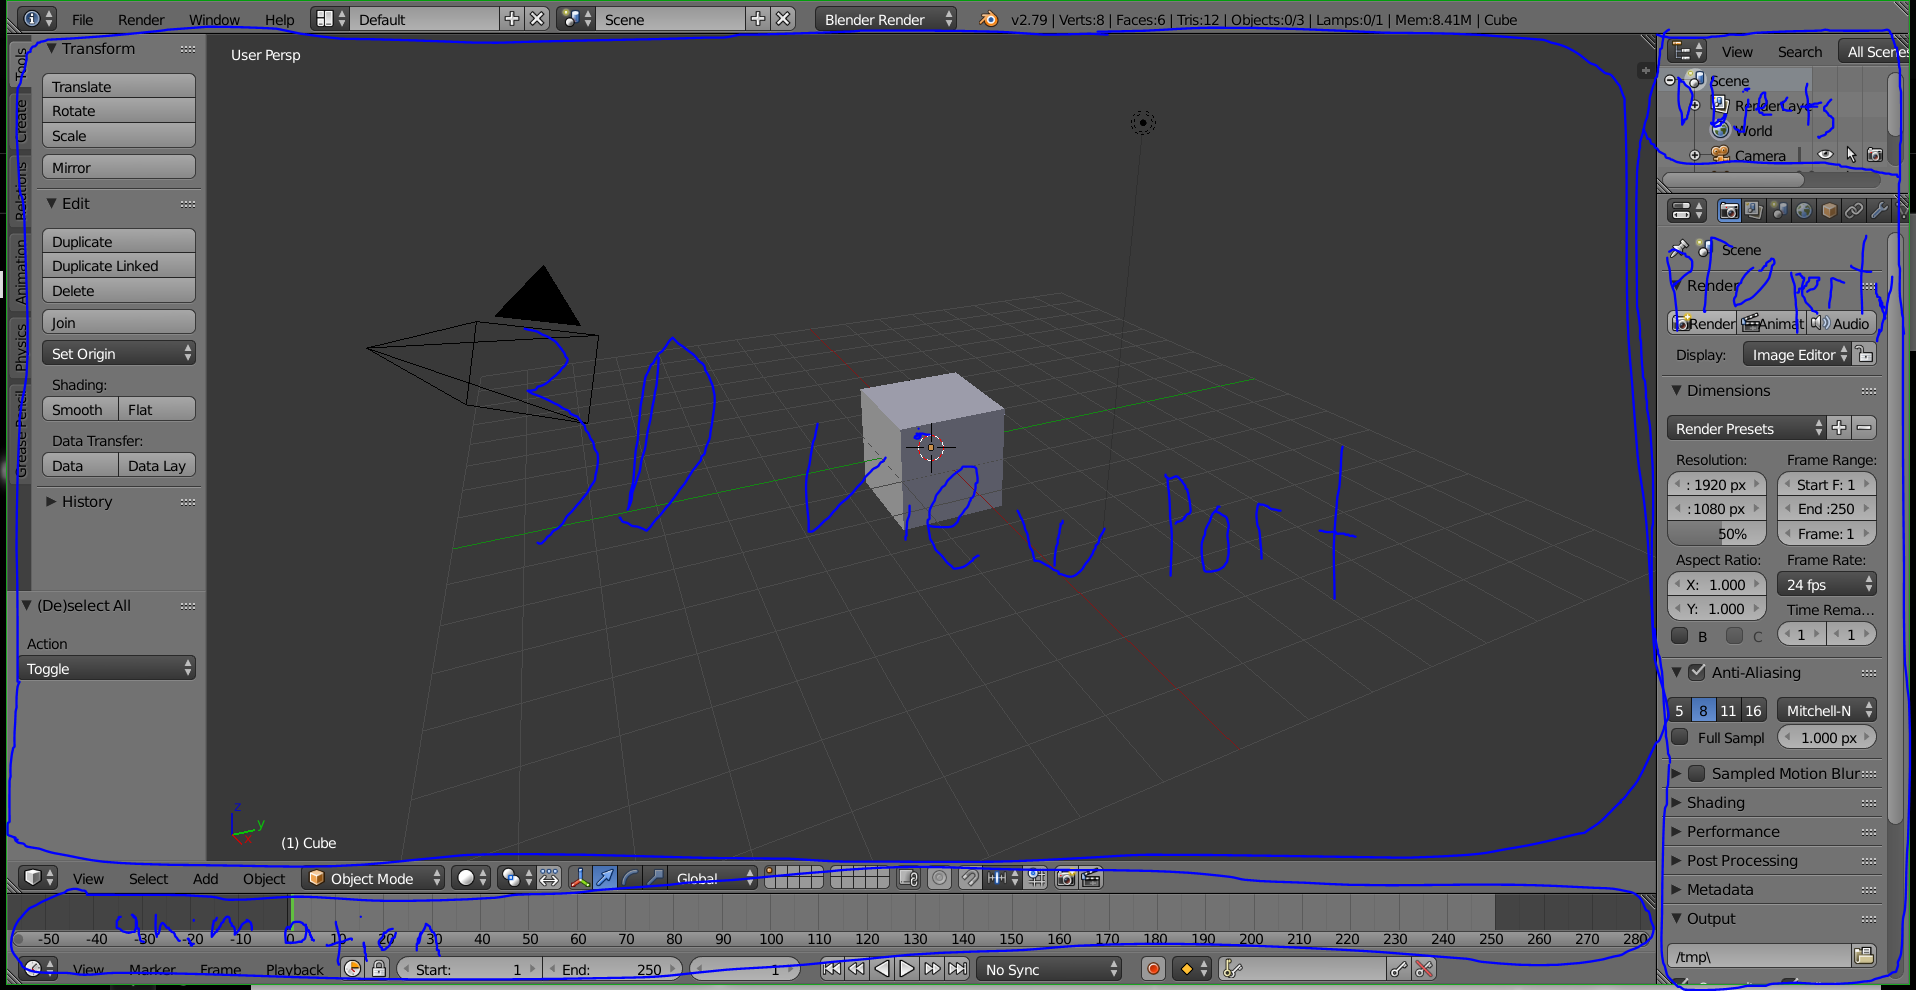 File Render Window Help Default Scene Blender Render v2.79 | Verts:8 | Faces:6 | Tris:12 | Objects:0/3 | Lamps:0/1 | Mem:8.41M | Cube
Tools
Create
Relations
Animation
Physics
Grease Pencil
Transform
Translate
Rotate
Scale
Mirror
Edit
Duplicate
Duplicate Linked
Delete
Join
Set Origin
Shading:
Smooth Flat
Data Transfer:
Data Data Lay
History
(De)select All
Action
Toggle
User Persp
3D View Port
z
y
x
(1) Cube
View Select Add Object Object Mode Global
animation
-50 -40 -30 -20 -10 0 10 20 30 40 50 60 70 80 90 100 110 120 130 140 150 160 170 180 190 200 210 220 230 240 250 260 270 280
View Marker Frame Playback Start: 1 End: 250 1 No Sync
View Search All Scenes
Scene
RenderLaye
World
Camera
Objects
Scene
Property
Render
Render Animat Audio
Display: Image Editor
Dimensions
Render Presets
Resolution: Frame Range:
: 1920 px Start F: 1
:1080 px End :250
50% Frame: 1
Aspect Ratio: Frame Rate:
X: 1.000 24 fps
Y: 1.000 Time Rema...
B C 1 1
Anti-Aliasing
5 8 11 16 Mitchell-N
Full Sampl 1.000 px
Sampled Motion Blur
Shading
Performance
Post Processing
Metadata
Output
/tmp\